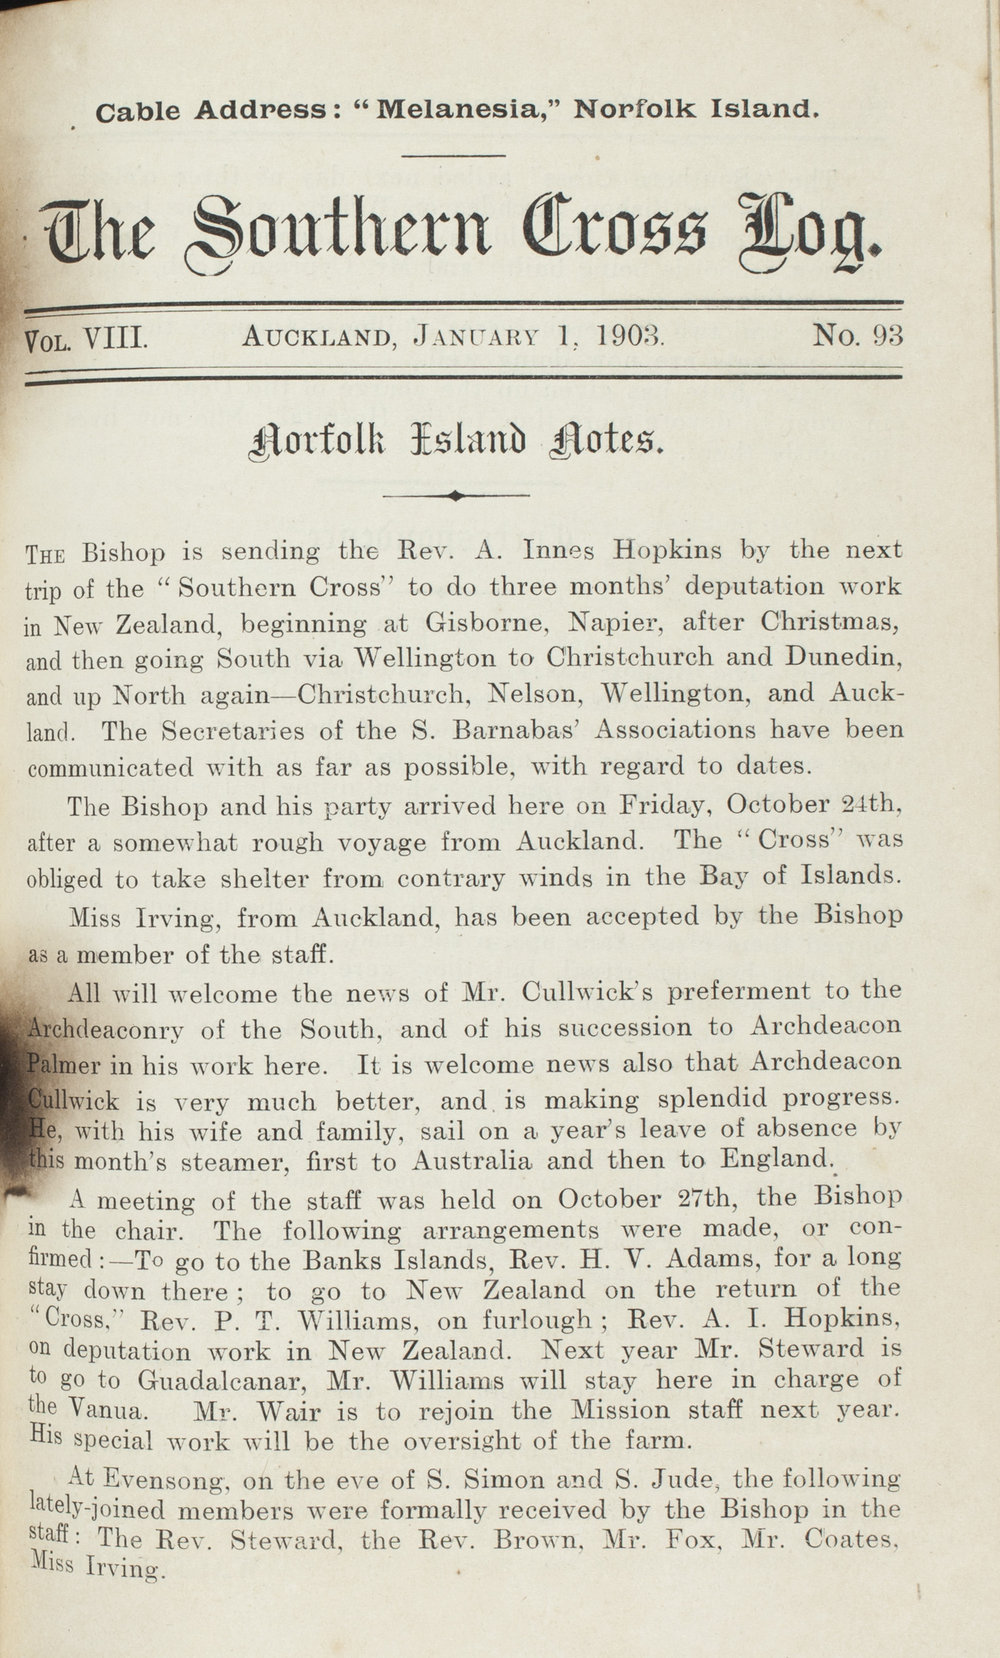 Cable Address: "Melanesia," Norfolk Island.
The Southern Cross Log.
VOL. VIII. AUCKLAND, JANUARY 1, 1903. No. 93
Norfolk Island Notes.
THE Bishop is sending the Rev. A. Innes Hopkins by the next
trip of the "Southern Cross" to do three months' deputation work
in New Zealand, beginning at Gisborne, Napier, after Christmas,
and then going South via Wellington to Christchurch and Dunedin,
and up North again—Christchurch, Nelson, Wellington, and Auck-
land. The Secretaries of the S. Barnabas' Associations have been
communicated with as far as possible, with regard to dates.
The Bishop and his party arrived here on Friday, October 24th,
after a somewhat rough voyage from Auckland. The "Cross" was
obliged to take shelter from contrary winds in the Bay of Islands.
Miss Irving, from Auckland, has been accepted by the Bishop
as a member of the staff.
All will welcome the news of Mr. Cullwick's preferment to the
Archdeaconry of the South, and of his succession to Archdeacon
Palmer in his work here. It is welcome news also that Archdeacon
Cullwick is very much better, and is making splendid progress.
He, with his wife and family, sail on a year's leave of absence by
this month's steamer, first to Australia and then to England.
A meeting of the staff was held on October 27th, the Bishop
in the chair. The following arrangements were made, or con-
firmed:—To go to the Banks Islands, Rev. H. V. Adams, for a long
stay down there; to go to New Zealand on the return of the
"Cross," Rev. P. T. Williams, on furlough; Rev. A. I. Hopkins,
on deputation work in New Zealand. Next year Mr. Steward is
to go to Guadalcanar, Mr. Williams will stay here in charge of
the Vanua. Mr. Wair is to rejoin the Mission staff next year.
His special work will be the oversight of the farm.
At Evensong, on the eve of S. Simon and S. Jude, the following
lately-joined members were formally received by the Bishop in the
staff: The Rev. Steward, the Rev. Brown, Mr. Fox, Mr. Coates,
Miss Irving.